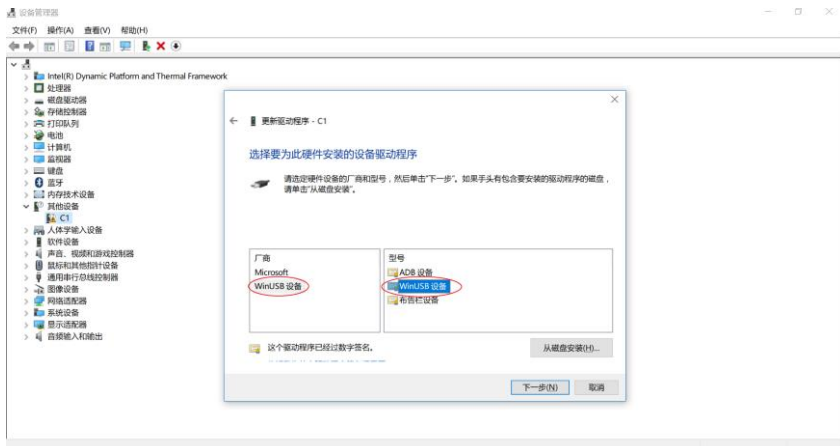 设备管理器
文件(F) 操作(A) 查看(V) 帮助(H)
Intel(R) Dynamic Platform and Thermal Framework
处理器
磁盘驱动器
存储控制器
打印队列
电池
计算机
监视器
键盘
蓝牙
内存技术设备
其他设备
C1
人体学输入设备
软件设备
声音、视频和游戏控制器
鼠标和其他指针设备
通用串行总线控制器
图像设备
网络适配器
系统设备
显示适配器
音频输入和输出
更新驱动程序 - C1
选择要为此硬件安装的设备驱动程序
请选定硬件设备的厂商和型号，然后单击"下一步"。如果手头有包含要安装的驱动程序的磁盘，
请单击"从磁盘安装"。
厂商
Microsoft
WinUSB 设备
型号
ADB 设备
WinUSB 设备
布告栏设备
这个驱动程序已经过数字签名。
从磁盘安装(H)...
下一步(N)
取消